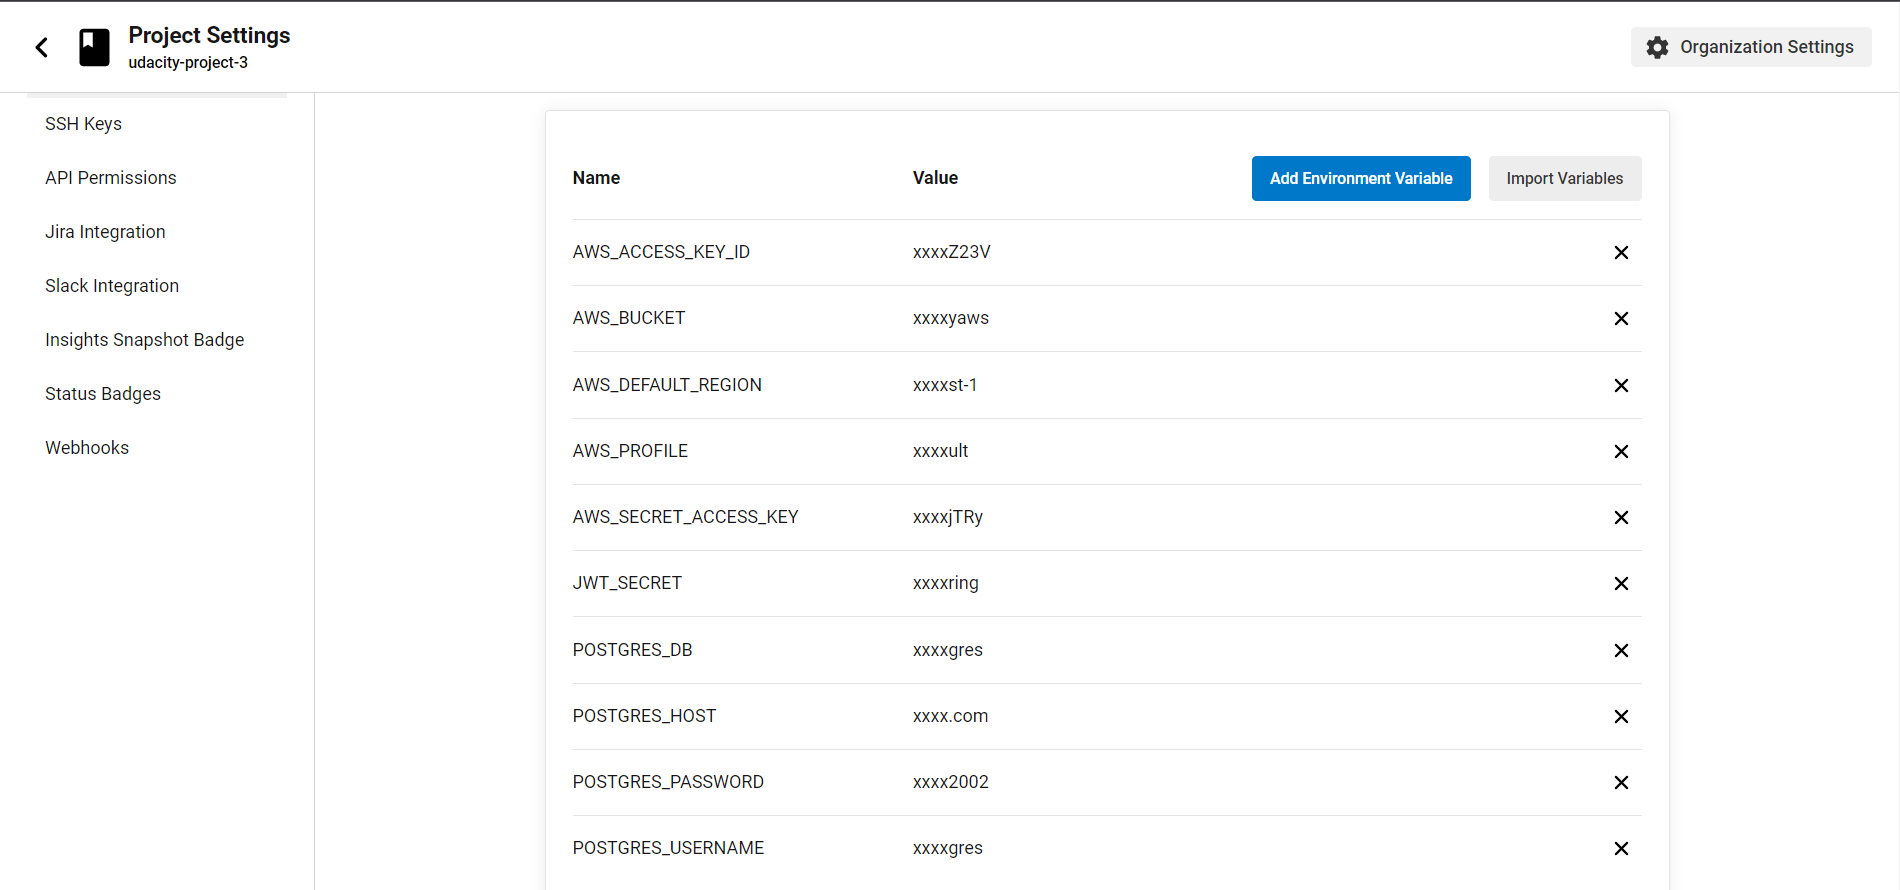 Project Settings
udacity-project-3
Organization Settings
SSH Keys
API Permissions
Jira Integration
Slack Integration
Insights Snapshot Badge
Status Badges
Webhooks
Name Value Add Environment Variable Import Variables
AWS_ACCESS_KEY_ID xxxxZ23V
AWS_BUCKET xxxxyaws
AWS_DEFAULT_REGION xxxxst-1
AWS_PROFILE xxxxult
AWS_SECRET_ACCESS_KEY xxxxjTRy
JWT_SECRET xxxxring
POSTGRES_DB xxxxgres
POSTGRES_HOST xxxx.com
POSTGRES_PASSWORD xxxx2002
POSTGRES_USERNAME xxxxgres